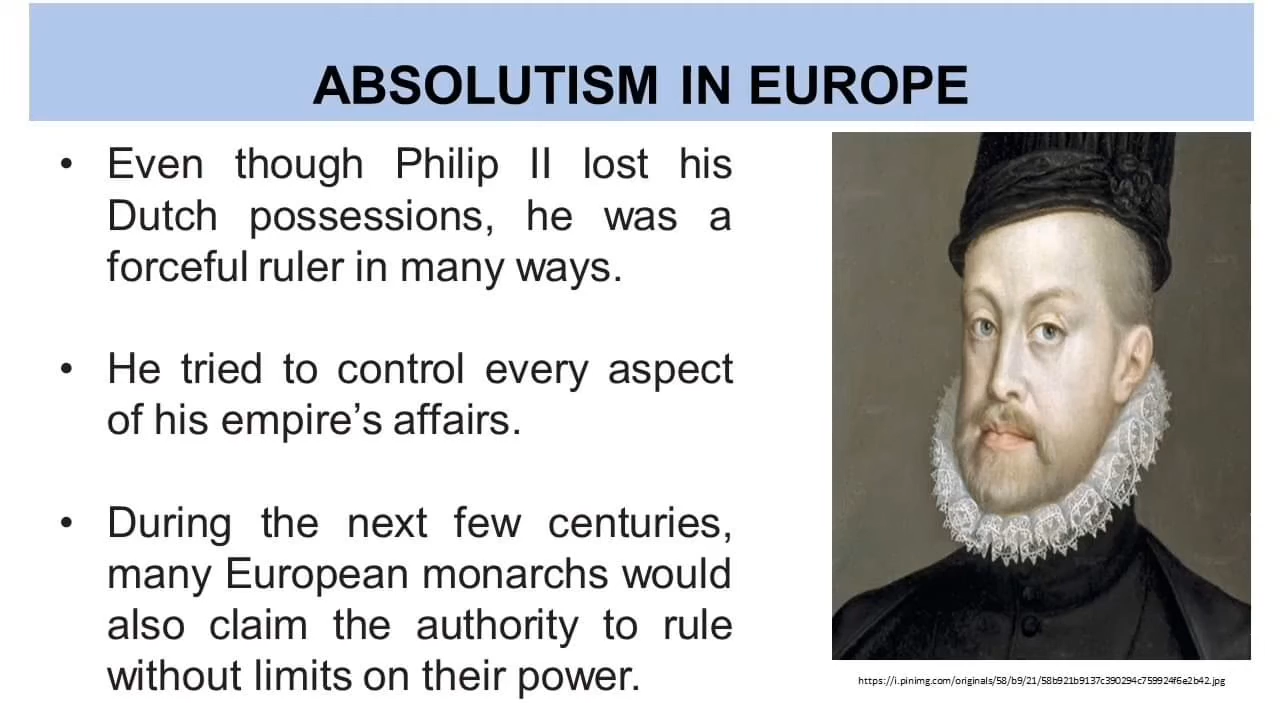 ABSOLUTISM IN EUROPE
• Even though Philip II lost his
Dutch possessions, he was a
forceful ruler in many ways.
• He tried to control every aspect
of his empire’s affairs.
• During the next few centuries,
many European monarchs would
also claim the authority to rule
without limits on their power.
https://i.pinimg.com/originals/58/b9/21/58b921b9137c390294c759924f6e2b42.jpg